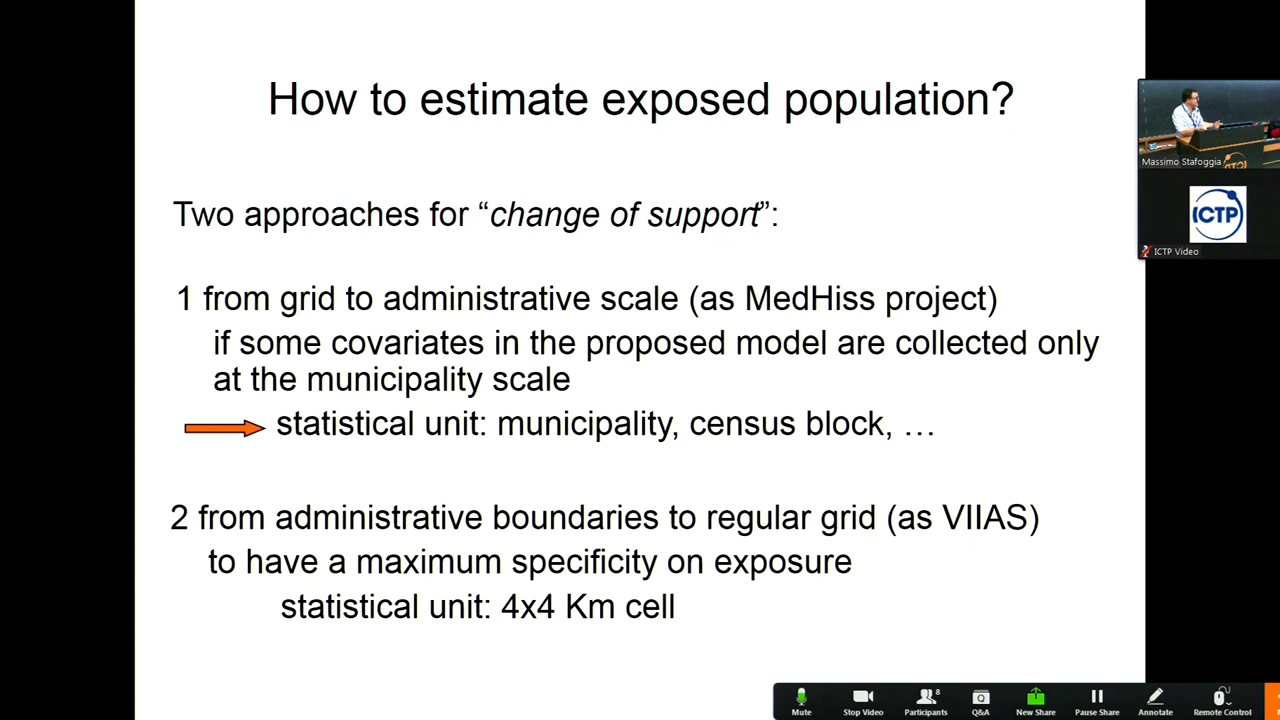 How to estimate exposed population?
Two approaches for “change of support”:
1 from grid to administrative scale (as MedHiss project)
if some covariates in the proposed model are collected only
at the municipality scale
statistical unit: municipality, census block, …
2 from administrative boundaries to regular grid (as VIIAS)
to have a maximum specificity on exposure
statistical unit: 4x4 Km cell
Massimo Stafoggia
ICTP
ICTP Video
8
Mute
Stop Video
Participants
Q&A
New Share
Pause Share
Annotate
Remote Control